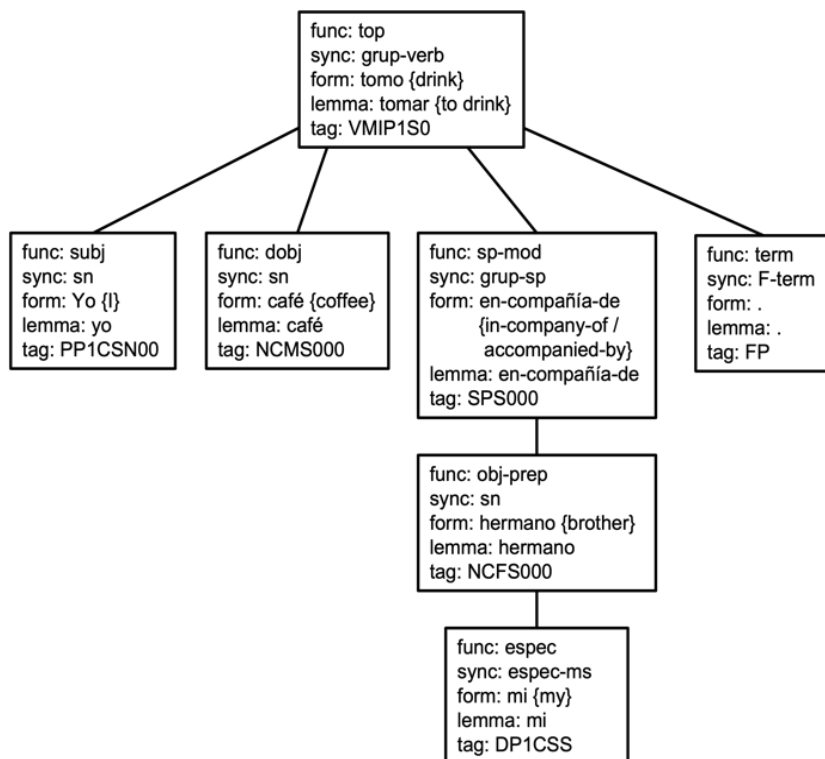 func: top
sync: grup-verb
form: tomo {drink}
lemma: tomar {to drink}
tag: VMIP1S0
func: subj
sync: sn
form: Yo {I}
lemma: yo
tag: PP1CSN00
func: dobj
sync: sn
form: café {coffee}
lemma: café
tag: NCMS000
func: sp-mod
sync: grup-sp
form: en-compañía-de
{in-company-of /
accompanied-by}
lemma: en-compañía-de
tag: SPS000
func: term
sync: F-term
form: .
lemma: .
tag: FP
func: obj-prep
sync: sn
form: hermano {brother}
lemma: hermano
tag: NCFS000
func: espec
sync: espec-ms
form: mi {my}
lemma: mi
tag: DP1CSS